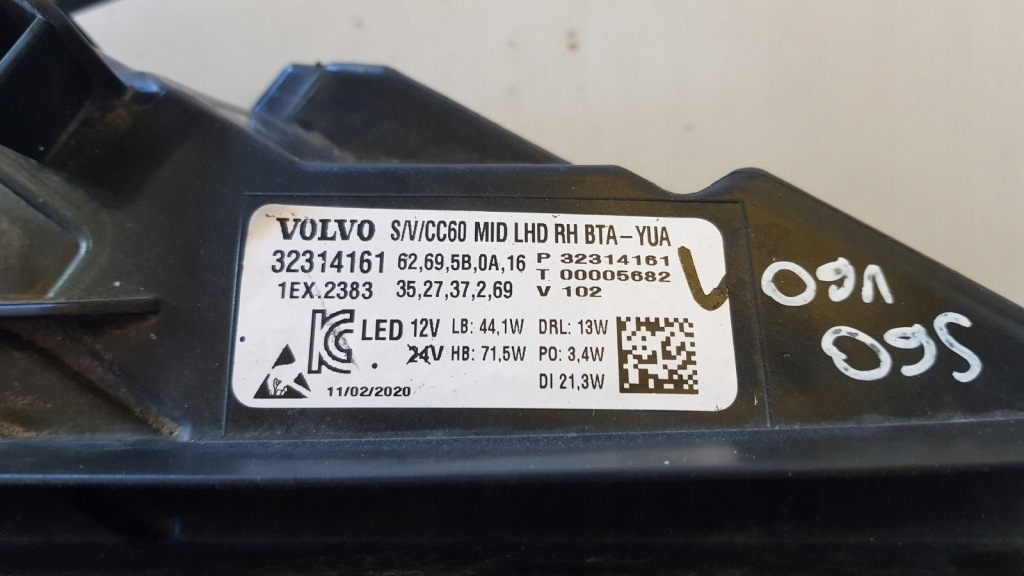 VOLVO S/V/CC60 MID LHD RH BTA-YUA
32314161 62,69,5B,0A,16 P 32314161
T 00005682
1EX.2383 35,27,37,2,69 V 102
LED 12V LB: 44,1W DRL: 13W
24V HB: 71,5W PO: 3,4W
DI 21,3W
11/02/2020
V60
S60